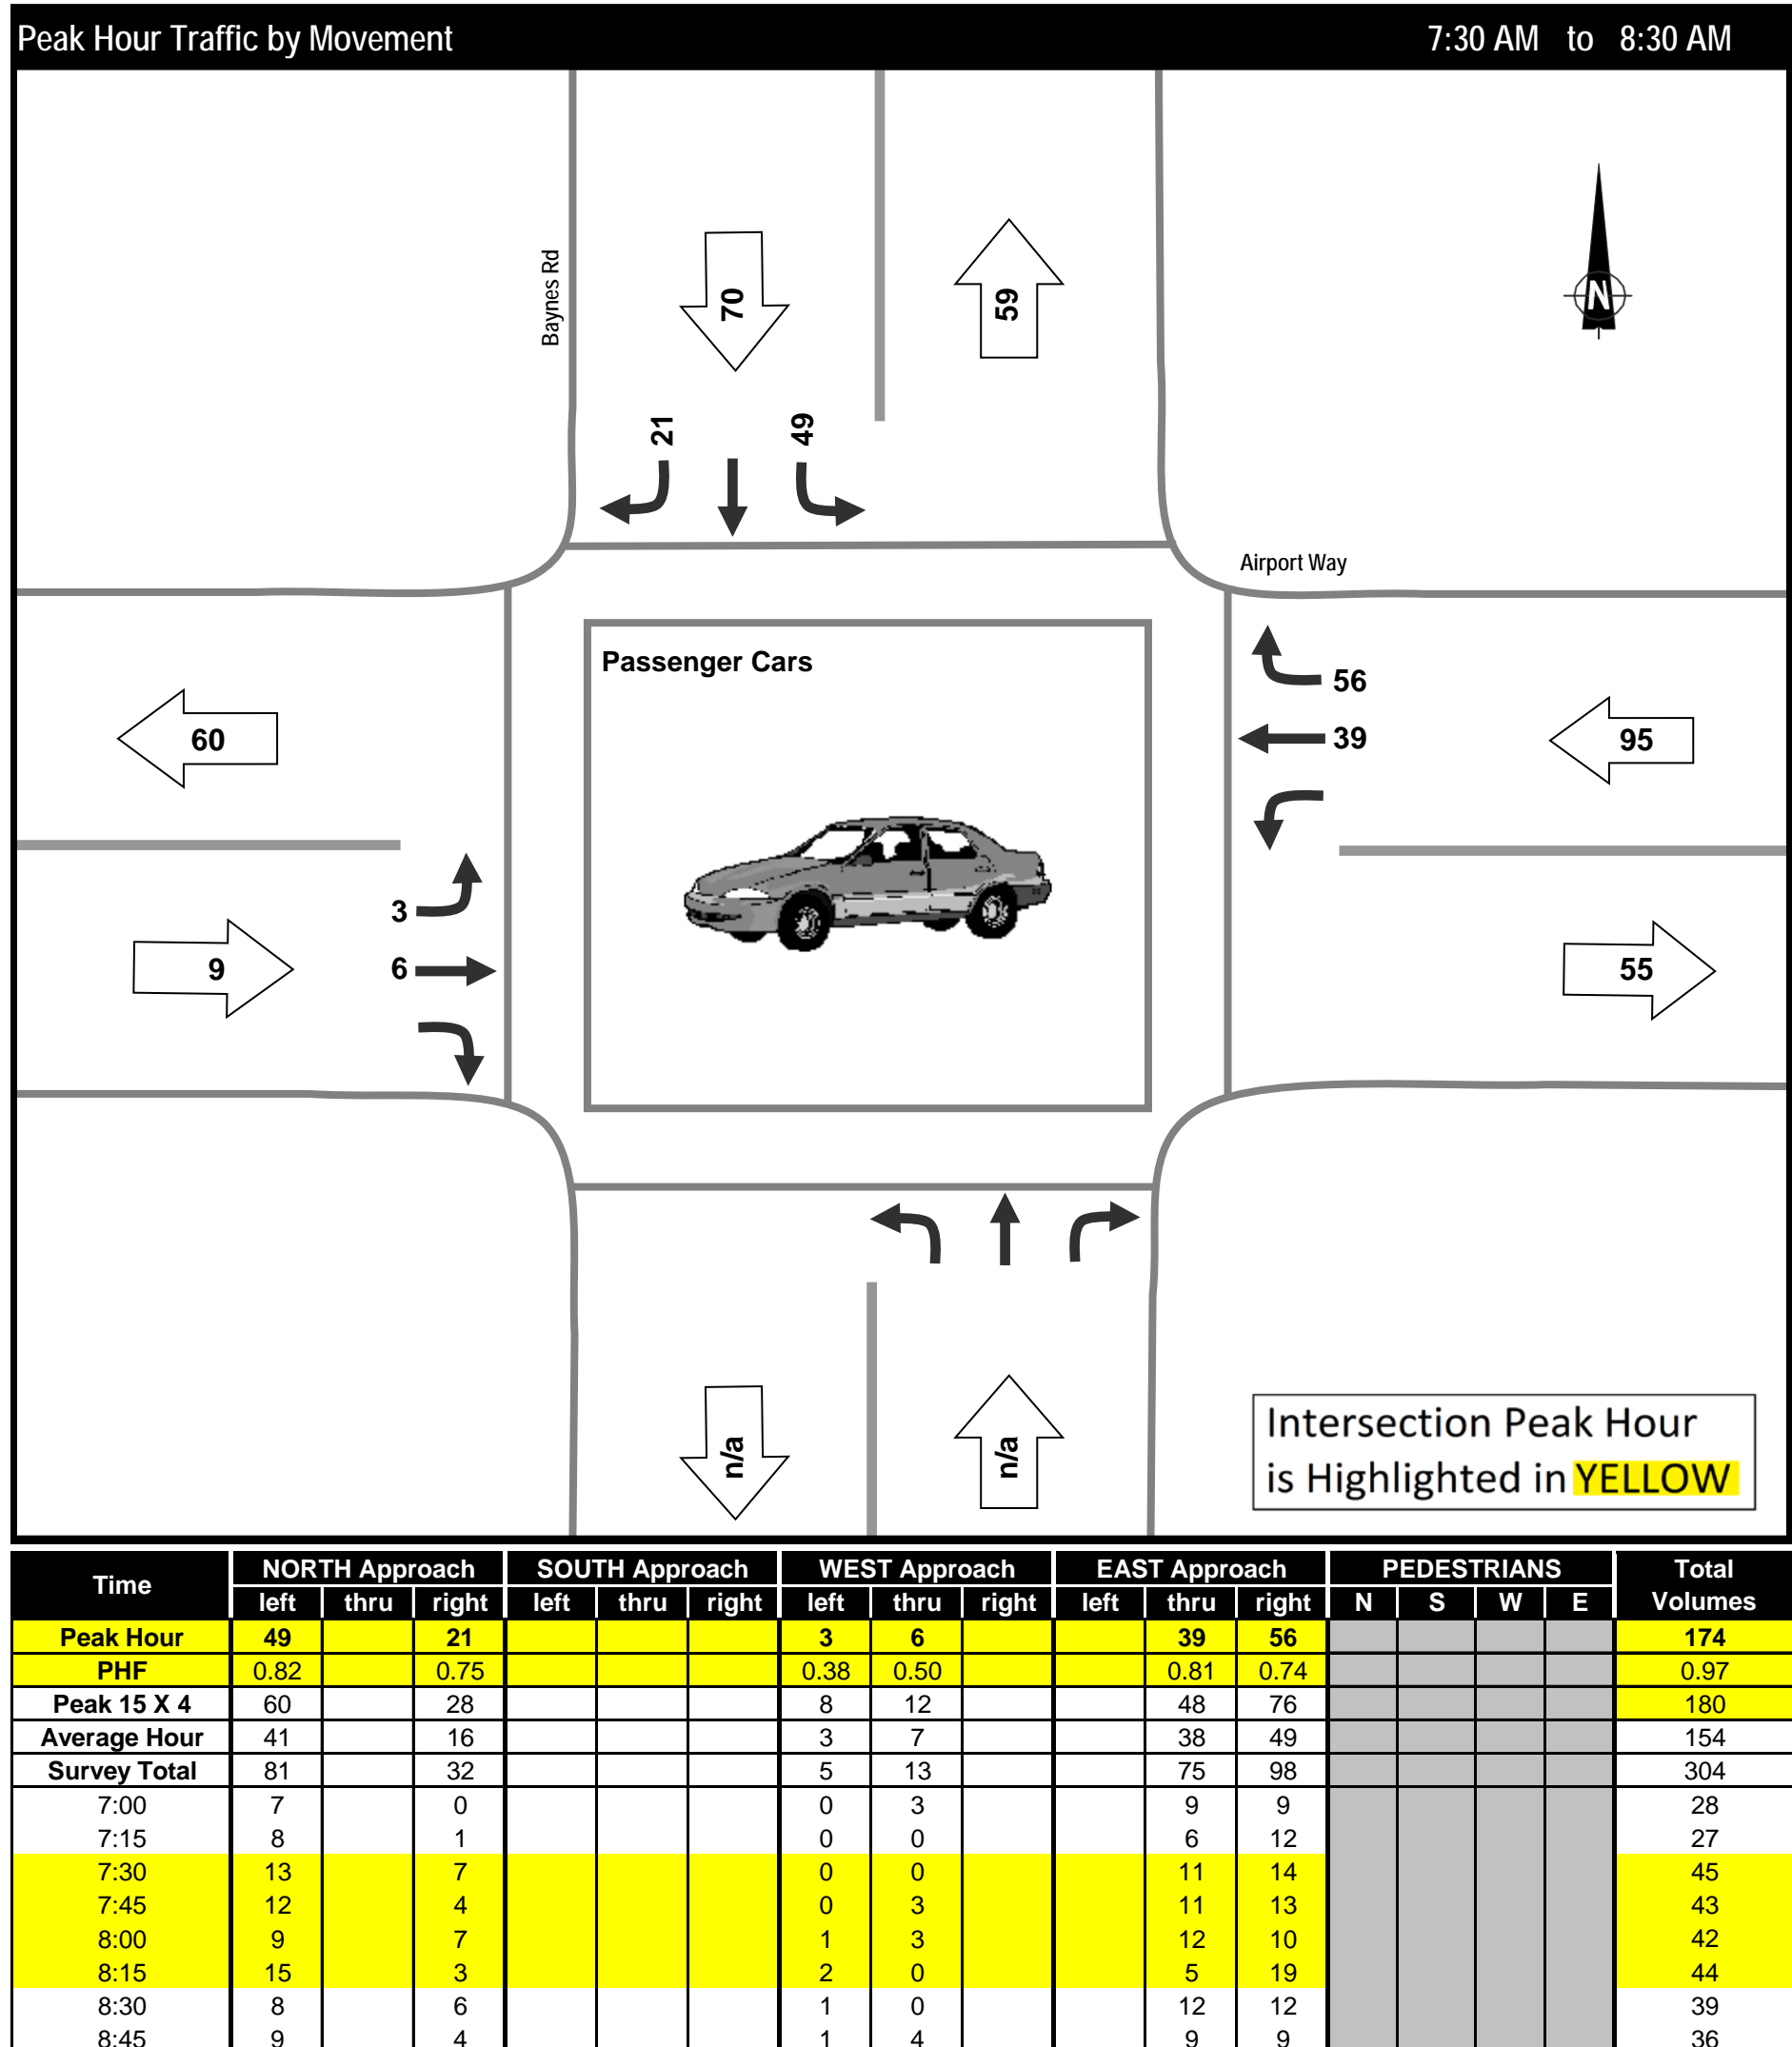 Peak Hour Traffic by Movement 7:30 AM to 8:30 AM
Baynes Rd
70
59
N
21
49
Airport Way
Passenger Cars
56
60
39
95
3
9
6
55
n/a
n/a
Intersection Peak Hour
is Highlighted in YELLOW
Time NORTH Approach SOUTH Approach WEST Approach EAST Approach PEDESTRIANS Total
left thru right left thru right left thru right left thru right N S W E Volumes
Peak Hour 49 21 3 6 39 56 174
PHF 0.82 0.75 0.38 0.50 0.81 0.74 0.97
Peak 15 X 4 60 28 8 12 48 76 180
Average Hour 41 16 3 7 38 49 154
Survey Total 81 32 5 13 75 98 304
7:00 7 0 0 3 9 9 28
7:15 8 1 0 0 6 12 27
7:30 13 7 0 0 11 14 45
7:45 12 4 0 3 11 13 43
8:00 9 7 1 3 12 10 42
8:15 15 3 2 0 5 19 44
8:30 8 6 1 0 12 12 39
8:45 9 4 1 4 9 9 36